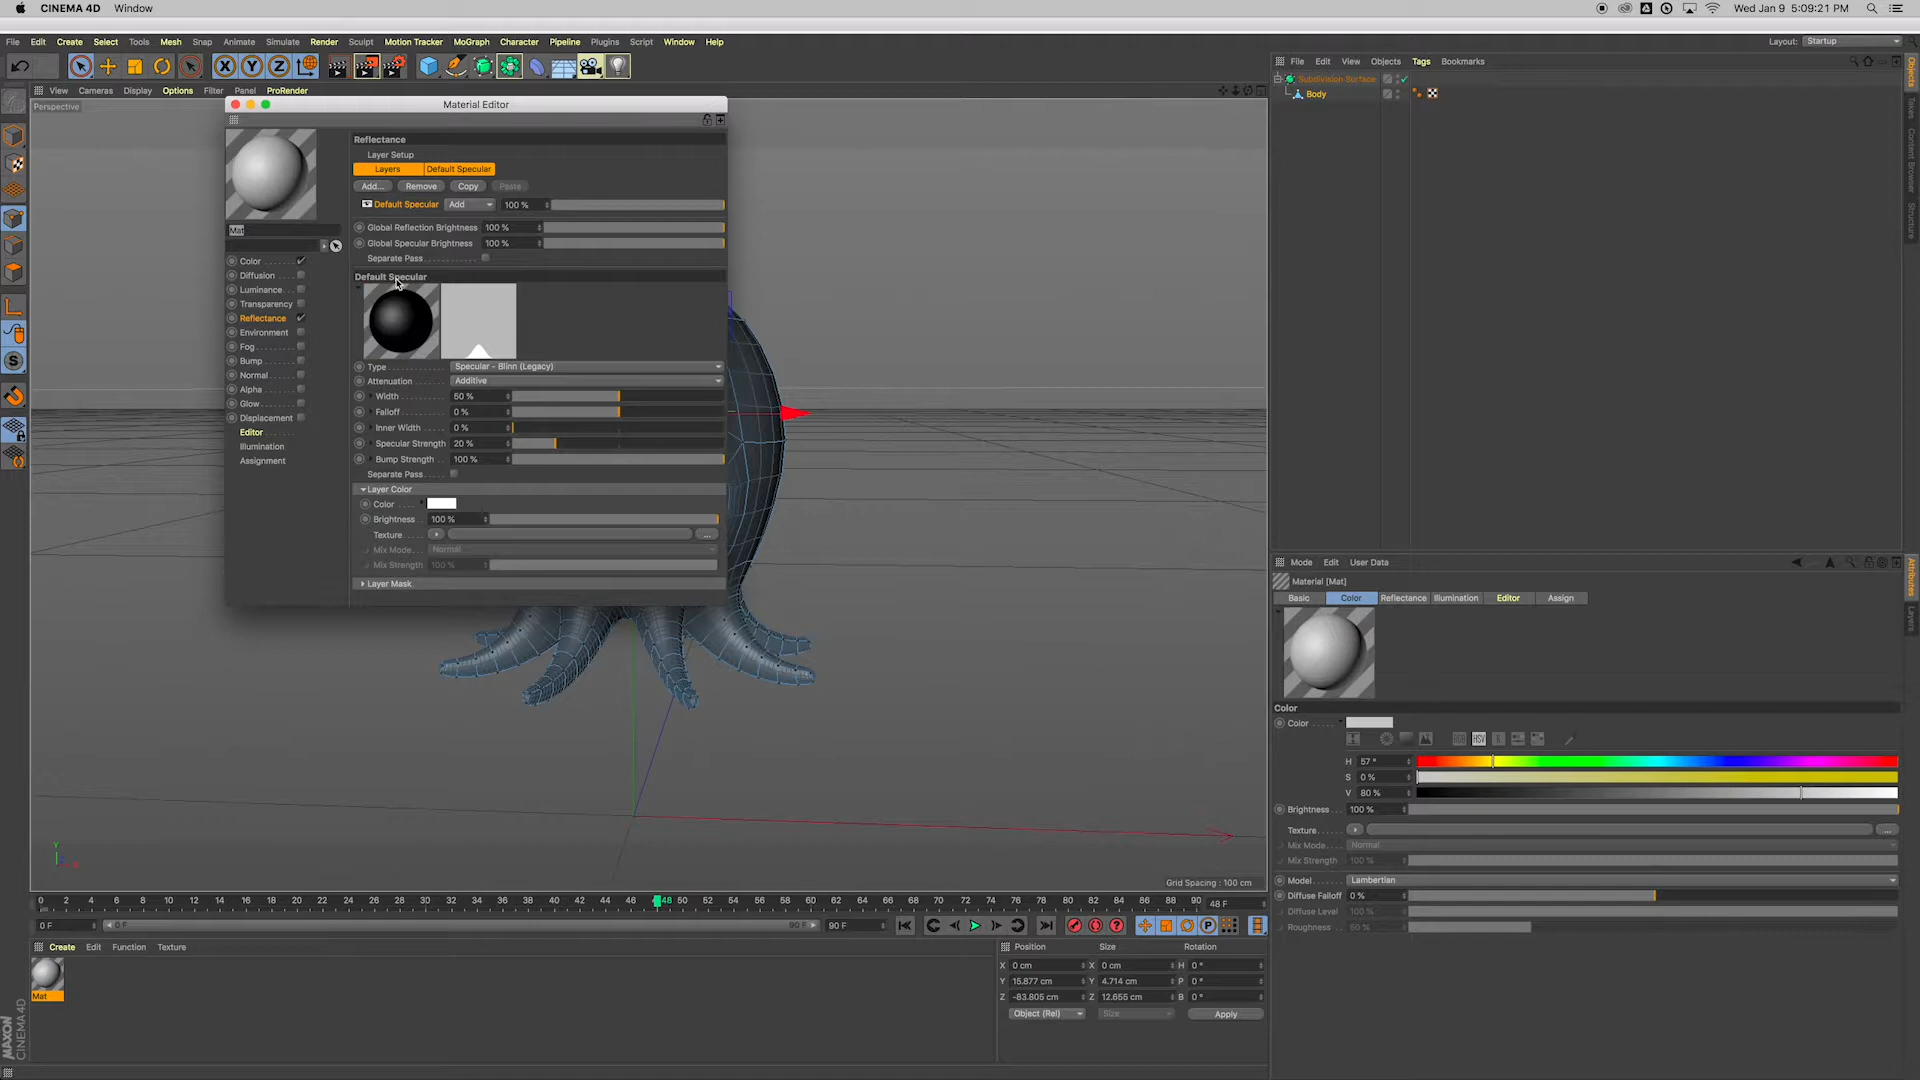 CINEMA 4D Window
Wed Jan 9 5:09:21 PM
File Edit Create Select Tools Mesh Snap Animate Simulate Render Sculpt Motion Tracker MoGraph Character Pipeline Plugins Script Window Help
Layout: Startup
View Cameras Display Options Filter Panel ProRender
Perspective
Material Editor
Reflectance
Layer Setup
Layers Default Specular
Add... Remove Copy Paste
Default Specular Add 100 %
Global Reflection Brightness 100 %
Global Specular Brightness 100 %
Separate Pass
Default Specular
Mat
Color
Diffusion
Luminance
Transparency
Reflectance
Environment
Fog
Bump
Normal
Alpha
Glow
Displacement
Editor
Illumination
Assignment
Type Specular - Blinn (Legacy)
Attenuation Additive
Width 50 %
Falloff 0 %
Inner Width 0 %
Specular Strength 20 %
Bump Strength 100 %
Separate Pass
Layer Color
Color
Brightness 100 %
Texture ...
Mix Mode Normal
Mix Strength 100 %
Layer Mask
Y
Grid Spacing : 100 cm
0 2 4 6 8 10 12 14 16 18 20 22 24 26 28 30 32 34 36 38 40 42 44 46 48 50 52 54 56 58 60 62 64 66 68 70 72 74 76 78 80 82 84 86 88 90 48 F
0 F 0 F 90 F 90 F
Create Edit Function Texture
Mat
MAXON
CINEMA 4D
Position Size Rotation
X 0 cm X 0 cm H 0 °
Y 15.877 cm Y 4.714 cm P 0 °
Z -83.805 cm Z 12.655 cm B 0 °
Object (Rel) Size Apply
File Edit View Objects Tags Bookmarks
Subdivision Surface
Body
Objects
Takes
Content Browser
Structure
Mode Edit User Data
Material [Mat]
Basic Color Reflectance Illumination Editor Assign
Attributes
Layers
Color
Color
RGB HSV K
H 57 °
S 0 %
V 80 %
Brightness 100 %
Texture ...
Mix Mode Normal
Mix Strength 100 %
Model Lambertian
Diffuse Falloff 0 %
Diffuse Level 100 %
Roughness 50 %